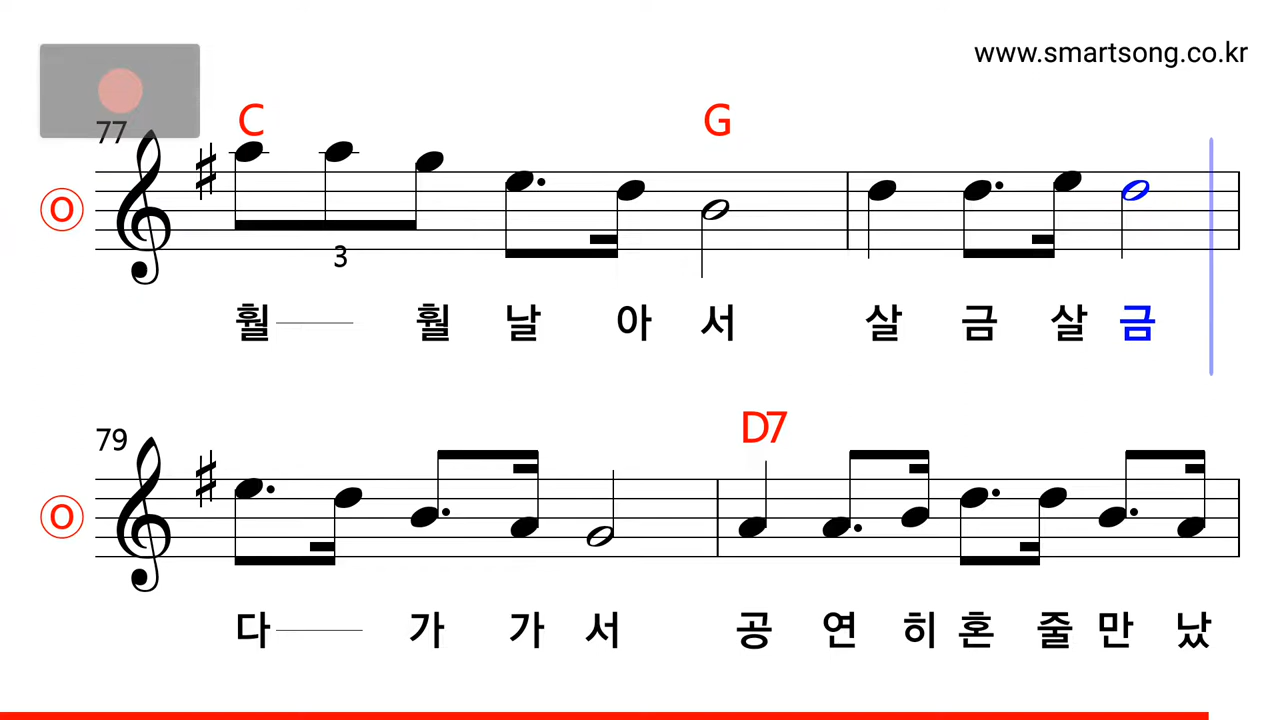 www.smartsong.co.kr
77
C G
O
3
훨 훨 날 아 서 살 금 살 금
79
D7
O
다 가 가 서 공 연 히 혼 줄 만 났